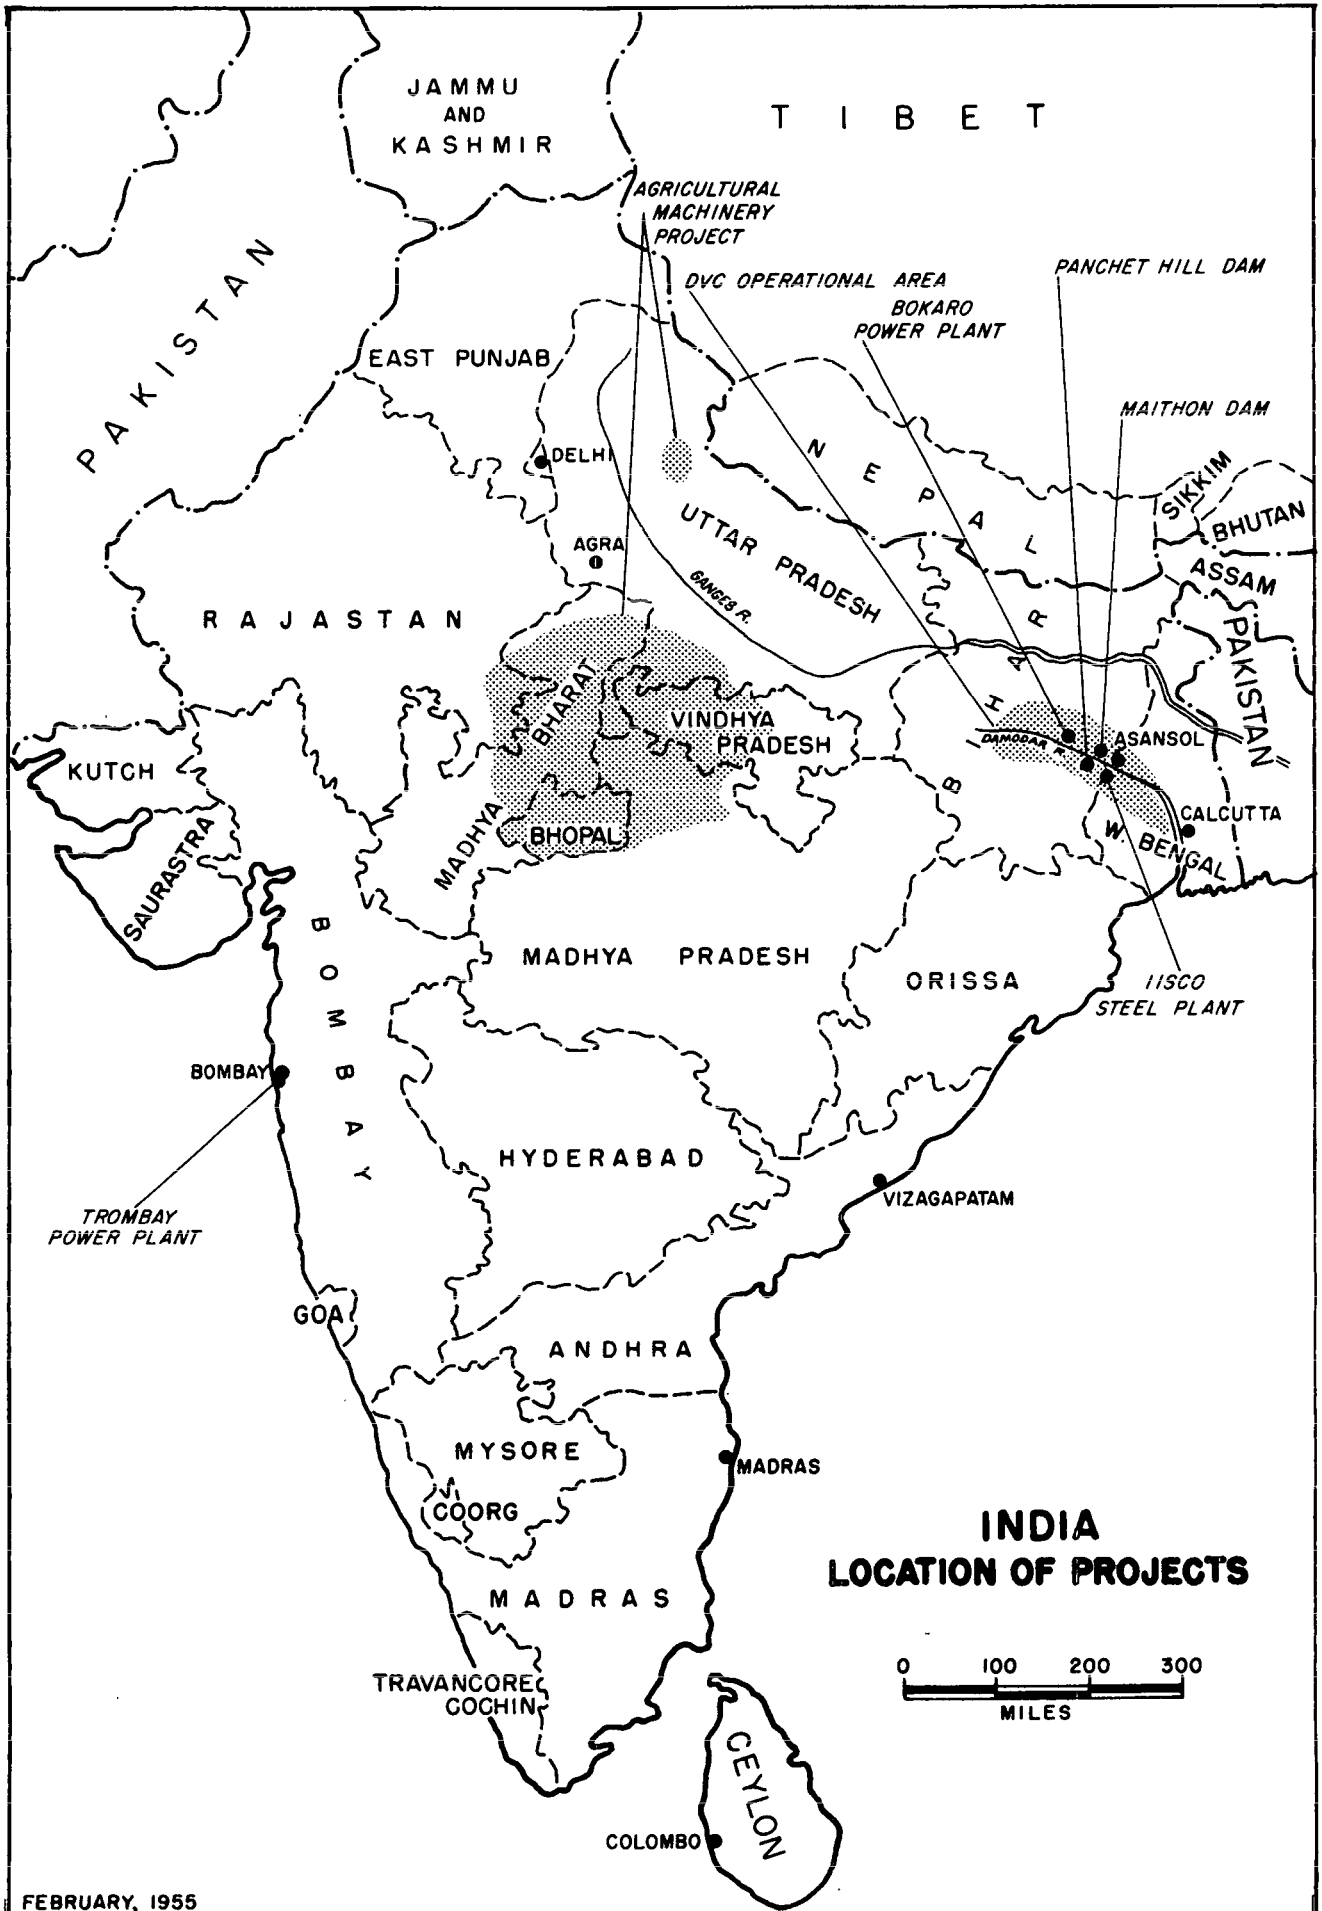 JAMMU
AND
KASHMIR
TIBET
PAKISTAN
AGRICULTURAL
MACHINERY
PROJECT
DVC OPERATIONAL AREA
BOKARO
POWER PLANT
PANCHET HILL DAM
MAITHON DAM
EAST PUNJAB
DELHI
NEPAL
SIKKIM
BHUTAN
ASSAM
UTTAR PRADESH
AGRA
GANGES R.
RAJASTAN
PAKISTAN
BIHAR
MADHYA BHARAT
VINDHYA
PRADESH
DAMODAR R.
ASANSOL
KUTCH
BHOPAL
CALCUTTA
W. BENGAL
SAURASTRA
BOMBAY
MADHYA PRADESH
ORISSA
IISCO
STEEL PLANT
BOMBAY
HYDERABAD
VIZAGAPATAM
TROMBAY
POWER PLANT
GOA
ANDHRA
MYSORE
MADRAS
COORG
INDIA
LOCATION OF PROJECTS
MADRAS
0 100 200 300
MILES
TRAVANCORE
COCHIN
CEYLON
COLOMBO
FEBRUARY, 1955